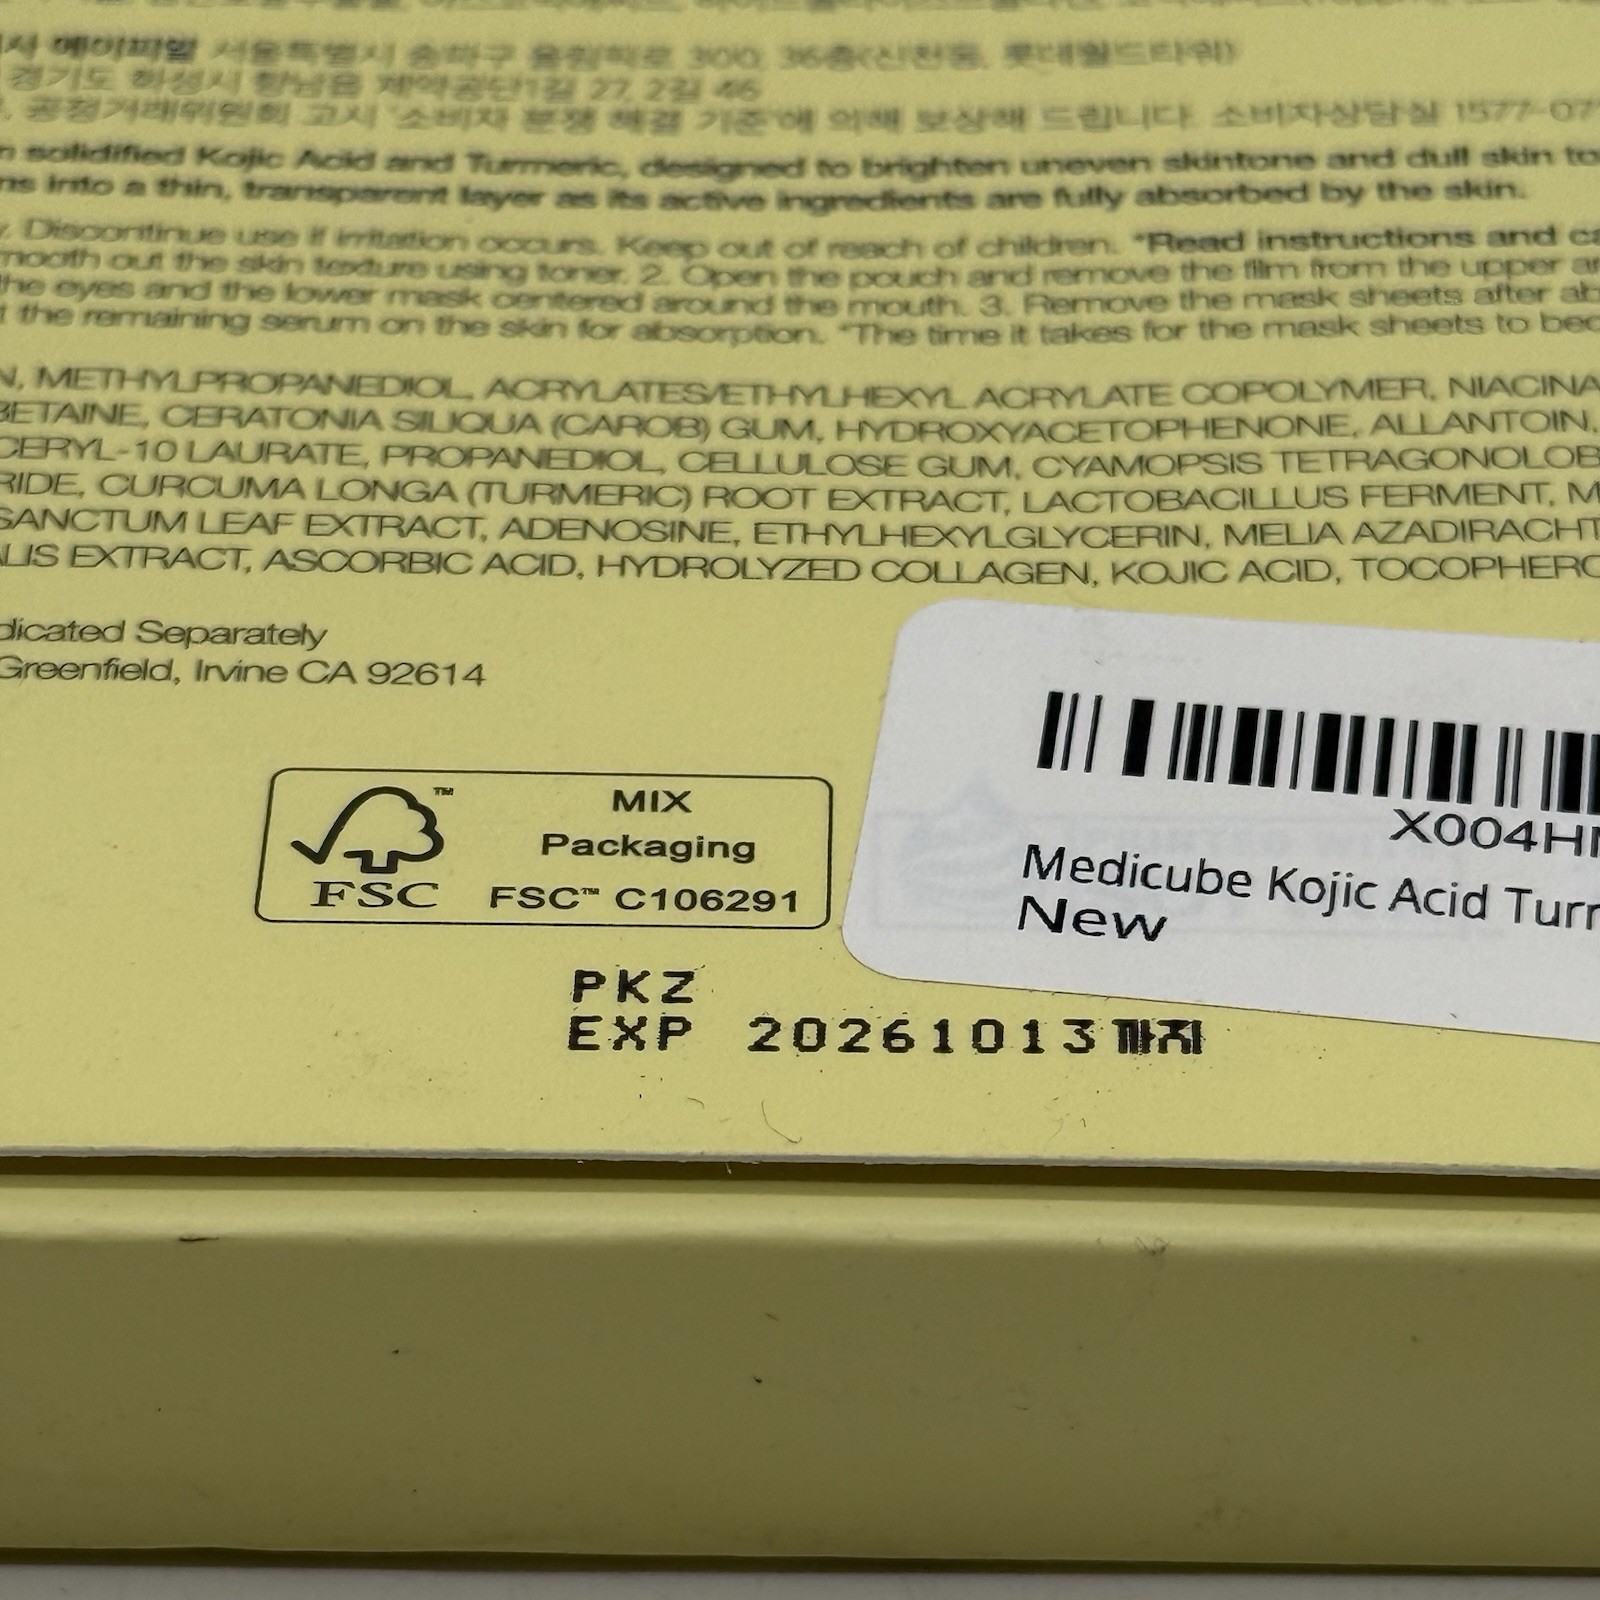 에이피알 서울특별시 송파구 올림픽로 300, 36층(신천동, 롯데월드타워)
경기도 화성시 향남읍 제약공단1길 27, 2길 46
공정거래위원회 고시 '소비자 분쟁 해결 기준'에 의해 보상해 드립니다. 소비자상담실 1577-07
solidified Kojic Acid and Turmeric, designed to brighten uneven skintone and dull skin to
ns into a thin, transparent layer as its active ingredients are fully absorbed by the skin.
Discontinue use if irritation occurs. Keep out of reach of children. *Read instructions and ca
mooth out the skin texture using toner. 2. Open the pouch and remove the film from the upper an
the eyes and the lower mask centered around the mouth. 3. Remove the mask sheets after ab
t the remaining serum on the skin for absorption. *The time it takes for the mask sheets to bec
N, METHYLPROPANEDIOL, ACRYLATES/ETHYLHEXYL ACRYLATE COPOLYMER, NIACINA
BETAINE, CERATONIA SILIQUA (CAROB) GUM, HYDROXYACETOPHENONE, ALLANTOIN,
CERYL-10 LAURATE, PROPANEDIOL, CELLULOSE GUM, CYAMOPSIS TETRAGONOLOB
RIDE, CURCUMA LONGA (TURMERIC) ROOT EXTRACT, LACTOBACILLUS FERMENT, M
SANCTUM LEAF EXTRACT, ADENOSINE, ETHYLHEXYLGLYCERIN, MELIA AZADIRACHT
LIS EXTRACT, ASCORBIC ACID, HYDROLYZED COLLAGEN, KOJIC ACID, TOCOPHERO
dicated Separately
Greenfield, Irvine CA 92614
MIX
Packaging
FSC™ C106291
FSC
™
X004H
Medicube Kojic Acid Turm
New
PKZ
EXP 20261013까지